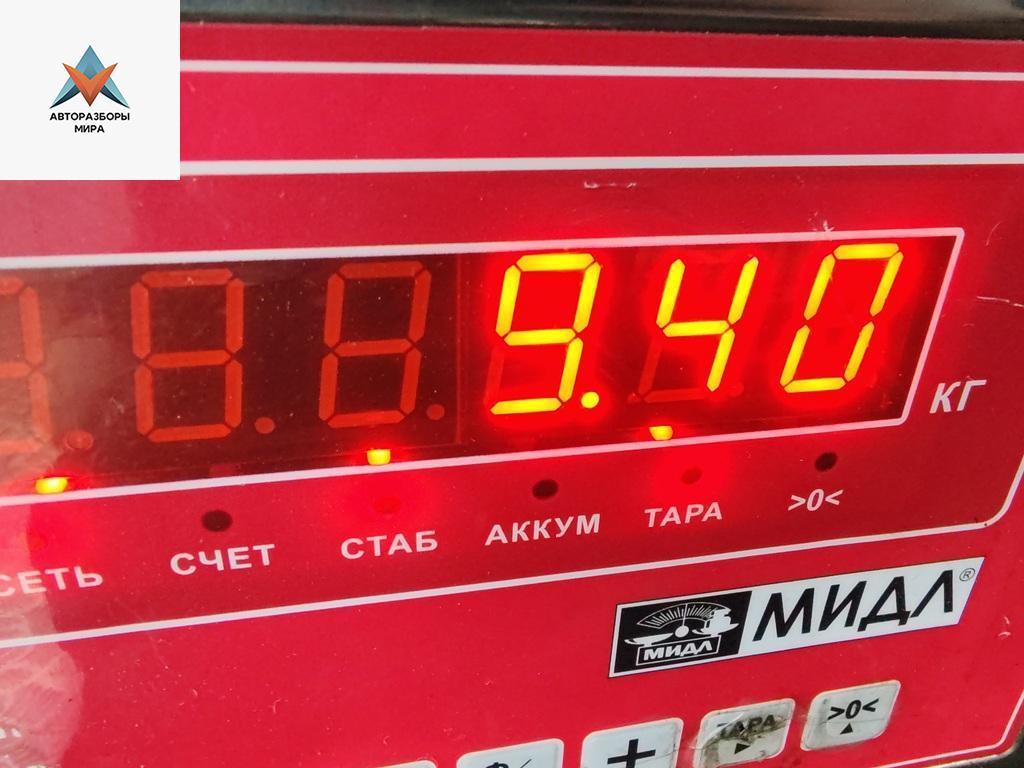 АВТОРАЗБОРЫ
МИРА
9.40
КГ
СЕТЬ СЧЕТ СТАБ АККУМ ТАРА >0<
МИДЛ МИДЛ®
+ ТАРА >0<